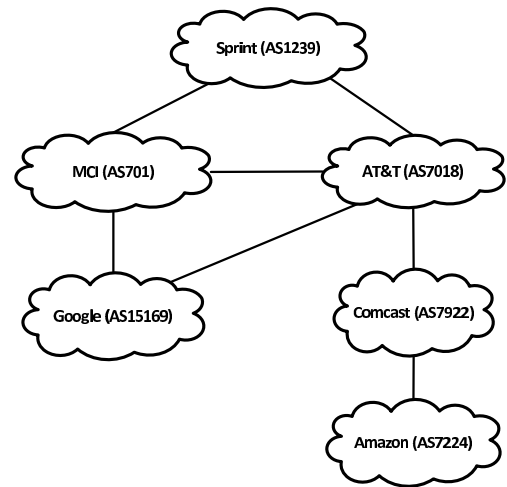 Sprint (AS1239)
MCI (AS701)
AT&T (AS7018)
Google (AS15169)
Comcast (AS7922)
Amazon (AS7224)